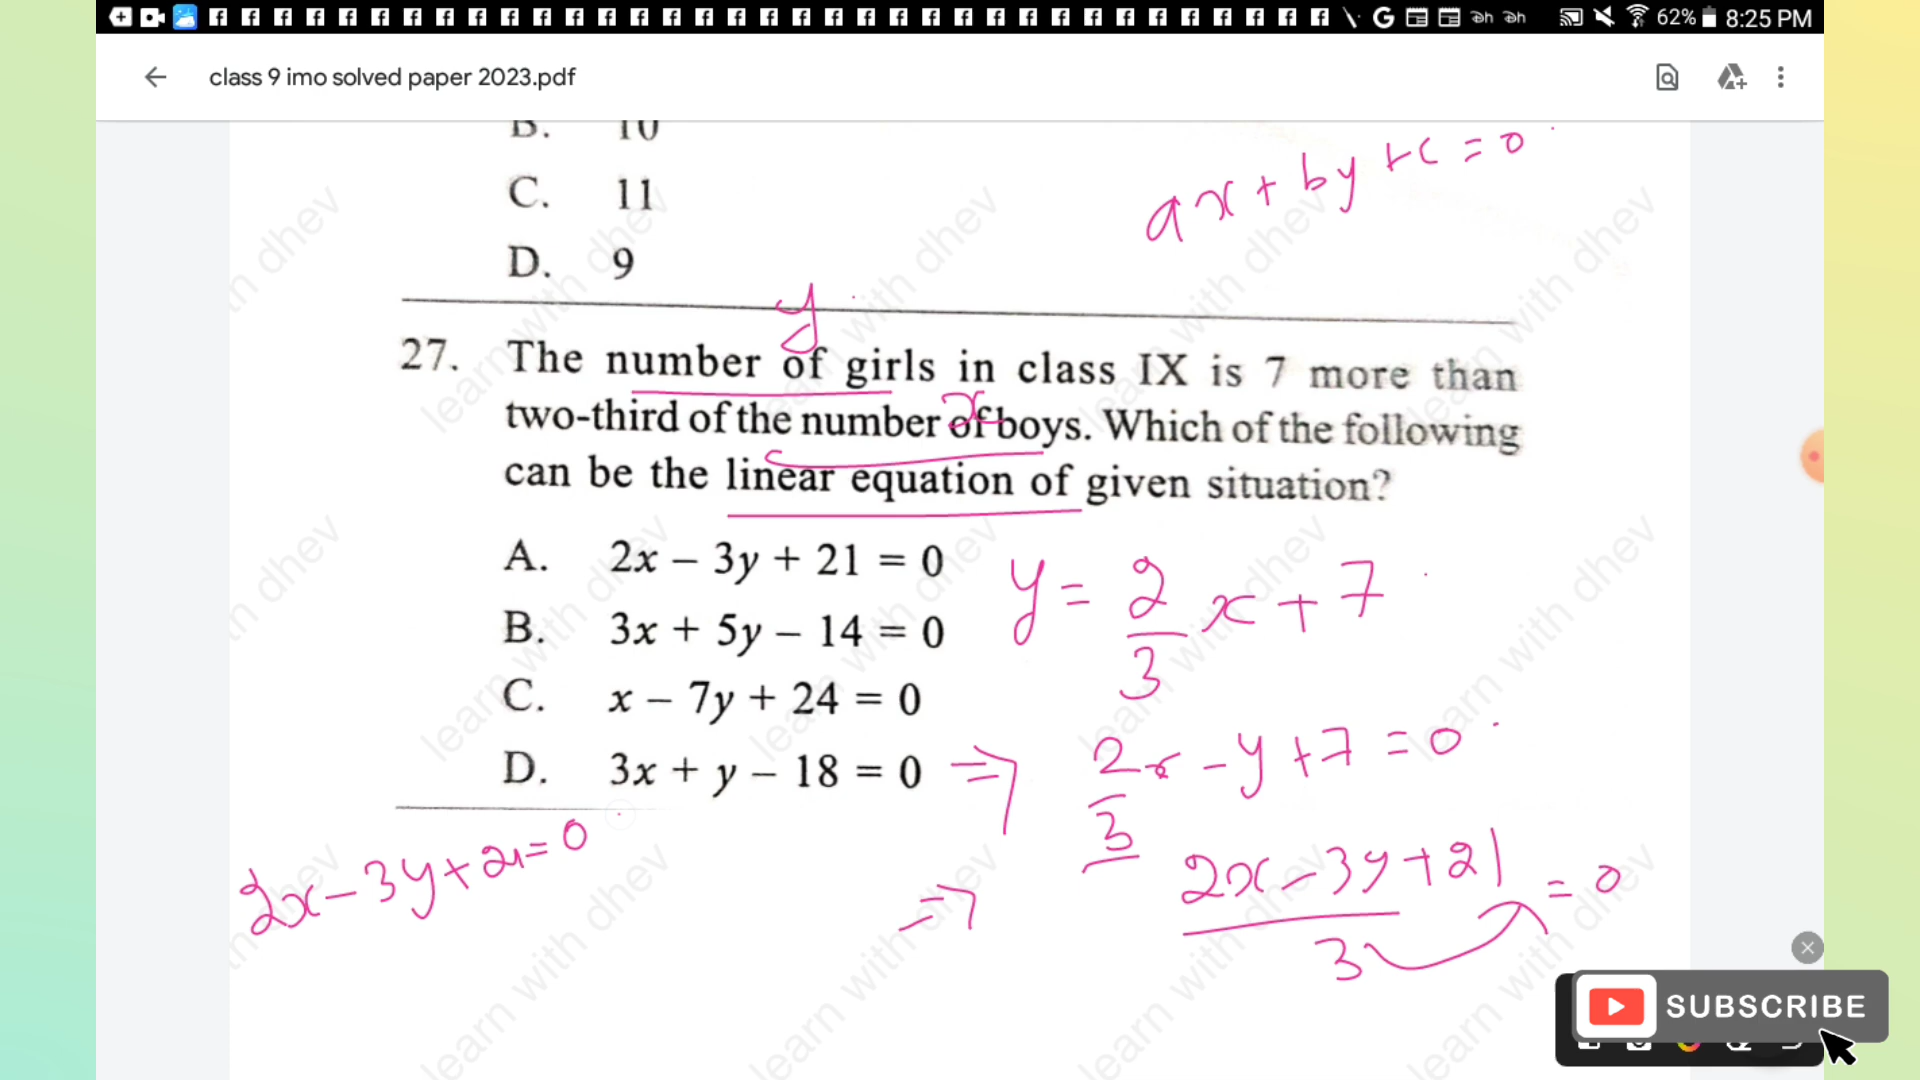 62% 8:25 PM
class 9 imo solved paper 2023.pdf
B. 10
C. 11
D. 9
ax + by + c = 0
y
27. The number of girls in class IX is 7 more than
x
two-third of the number of boys. Which of the following
can be the linear equation of given situation?
A. 2x – 3y + 21 = 0
B. 3x + 5y – 14 = 0
C. x – 7y + 24 = 0
D. 3x + y – 18 = 0
y = 2/3 x + 7
⇒ 2/3 x - y + 7 = 0
⇒ 2x - 3y + 21 / 3 = 0
2x - 3y + 21 = 0
learn with dhev
SUBSCRIBE